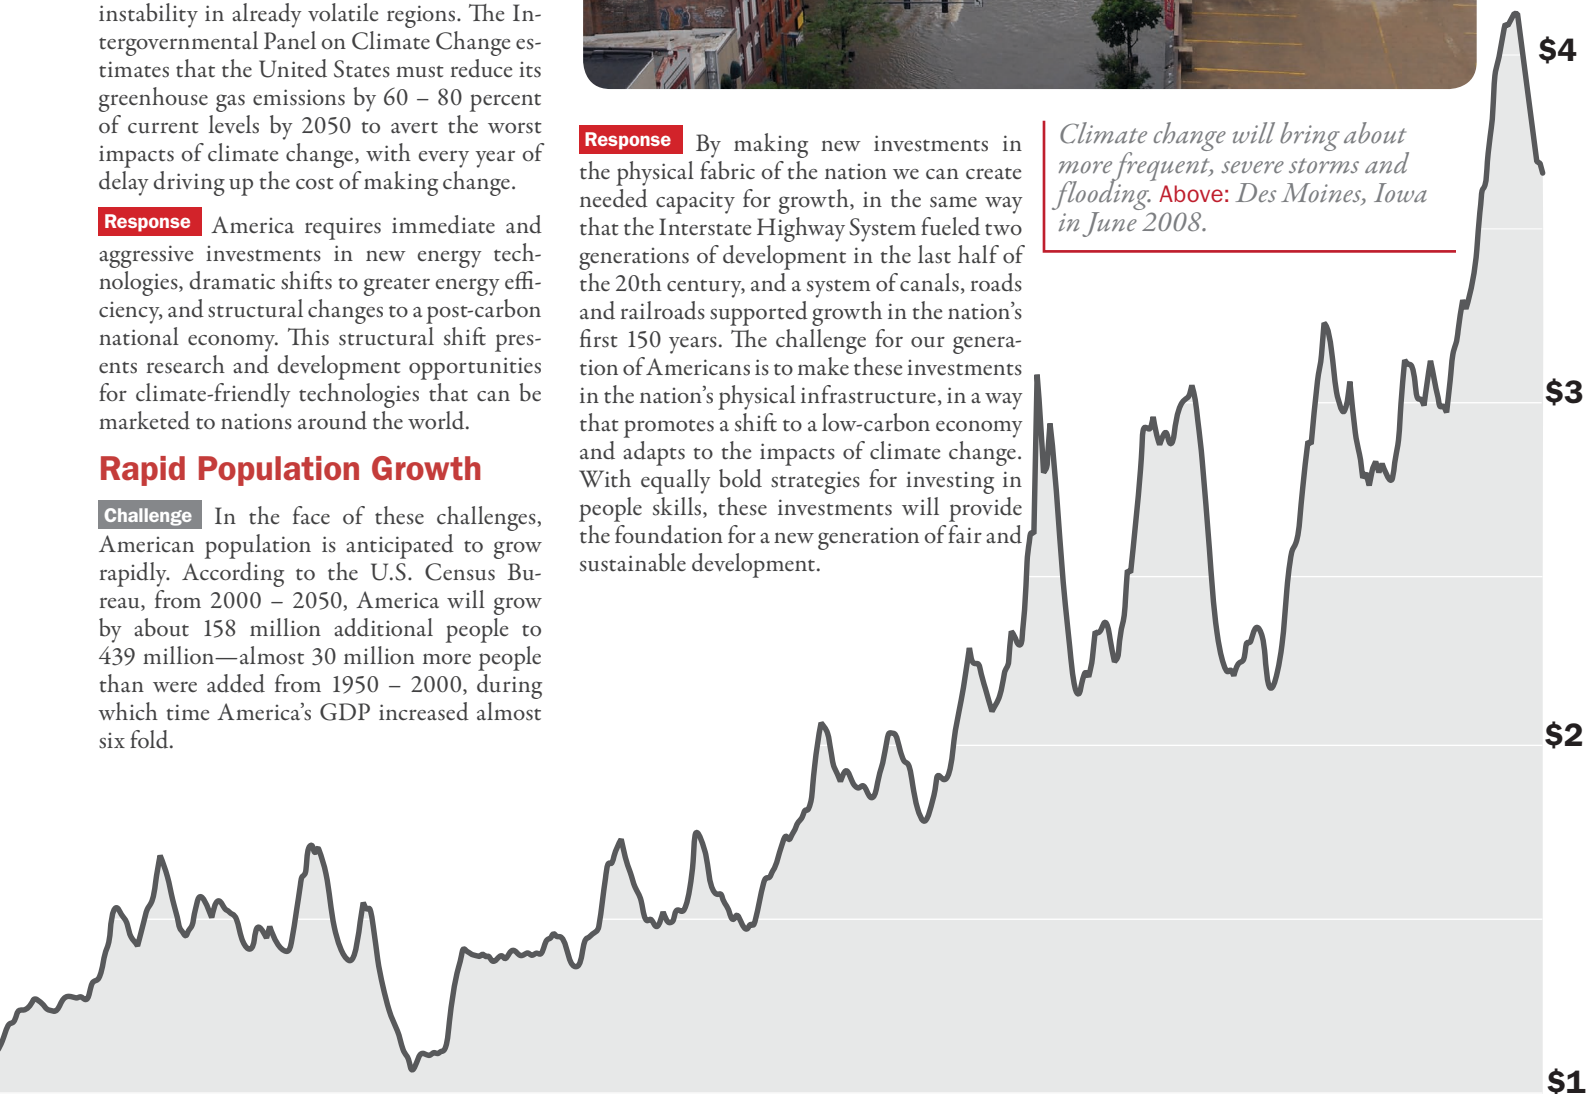 instability in already volatile regions. The In-
tergovernmental Panel on Climate Change es-
timates that the United States must reduce its
greenhouse gas emissions by 60 – 80 percent
of current levels by 2050 to avert the worst
impacts of climate change, with every year of
delay driving up the cost of making change.
Response America requires immediate and
aggressive investments in new energy tech-
nologies, dramatic shifts to greater energy effi-
ciency, and structural changes to a post-carbon
national economy. This structural shift pres-
ents research and development opportunities
for climate-friendly technologies that can be
marketed to nations around the world.
Rapid Population Growth
Challenge In the face of these challenges,
American population is anticipated to grow
rapidly. According to the U.S. Census Bu-
reau, from 2000 – 2050, America will grow
by about 158 million additional people to
439 million—almost 30 million more people
than were added from 1950 – 2000, during
which time America's GDP increased almost
six fold.
Response By making new investments in
the physical fabric of the nation we can create
needed capacity for growth, in the same way
that the Interstate Highway System fueled two
generations of development in the last half of
the 20th century, and a system of canals, roads
and railroads supported growth in the nation's
first 150 years. The challenge for our genera-
tion of Americans is to make these investments
in the nation's physical infrastructure, in a way
that promotes a shift to a low-carbon economy
and adapts to the impacts of climate change.
With equally bold strategies for investing in
people skills, these investments will provide
the foundation for a new generation of fair and
sustainable development.
Climate change will bring about
more frequent, severe storms and
flooding. Above: Des Moines, Iowa
in June 2008.
$4
$3
$2
$1